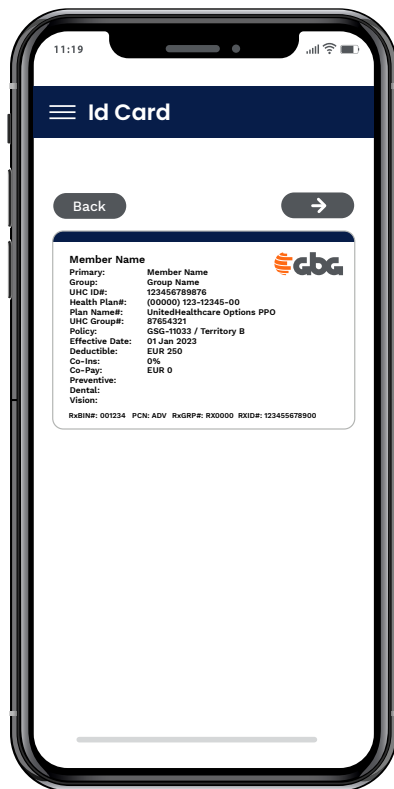 11:19
Id Card
Back
gbg
Member Name
Primary: Member Name
Group: Group Name
UHC ID#: 123456789876
Health Plan#: (00000) 123-12345-00
Plan Name#: UnitedHealthcare Options PPO
UHC Group#: 87654321
Policy: GSG-11033 / Territory B
Effective Date: 01 Jan 2023
Deductible: EUR 250
Co-Ins: 0%
Co-Pay: EUR 0
Preventive:
Dental:
Vision:
RxBIN#: 001234 PCN: ADV RxGRP#: RX0000 RXID#: 123455678900